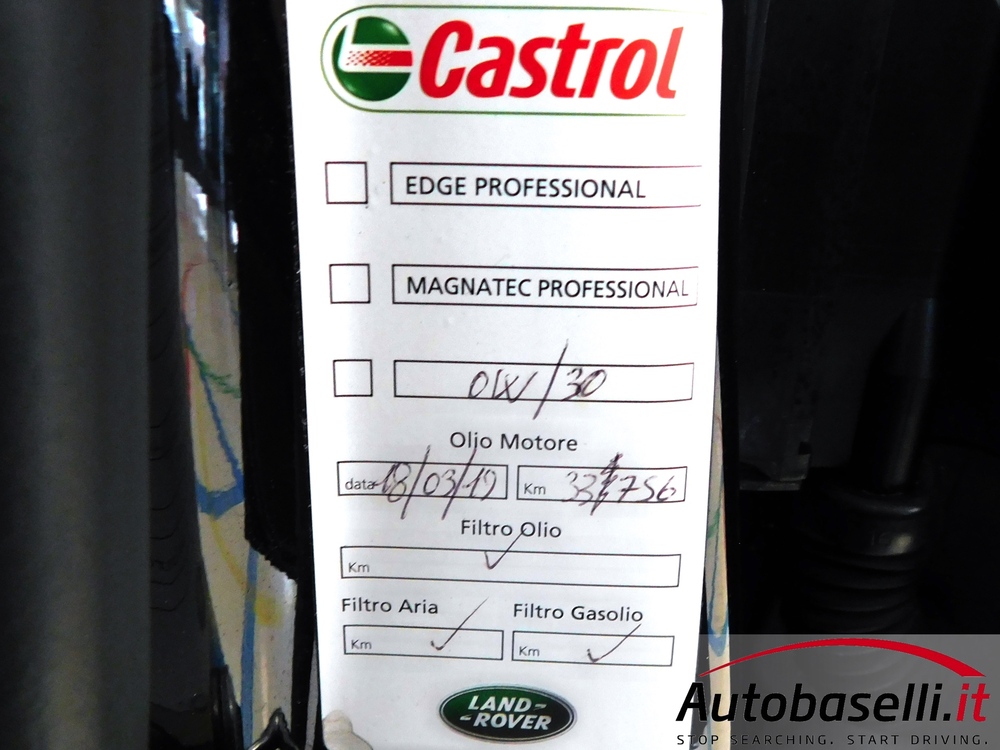 Castrol
EDGE PROFESSIONAL
MAGNATEC PROFESSIONAL
0W/30
Oljo Motore
data 18/03/19 Km
Filtro Olio
Km
Filtro Aria Filtro Gasolio
Km Km
LAND-
-ROVER
Autobaselli.it
STOP SEARCHING. START DRIVING.